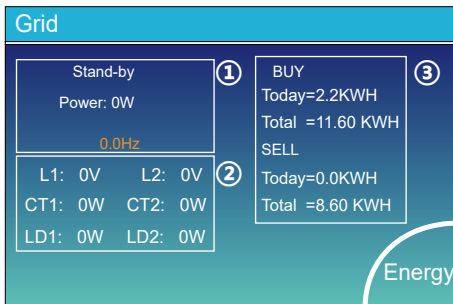 Grid
Stand-by
Power: 0W
0.0Hz
①
L1: 0V L2: 0V
CT1: 0W CT2: 0W
LD1: 0W LD2: 0W
②
BUY
Today=2.2KWH
Total =11.60 KWH
SELL
Today=0.0KWH
Total =8.60 KWH
③
Energy